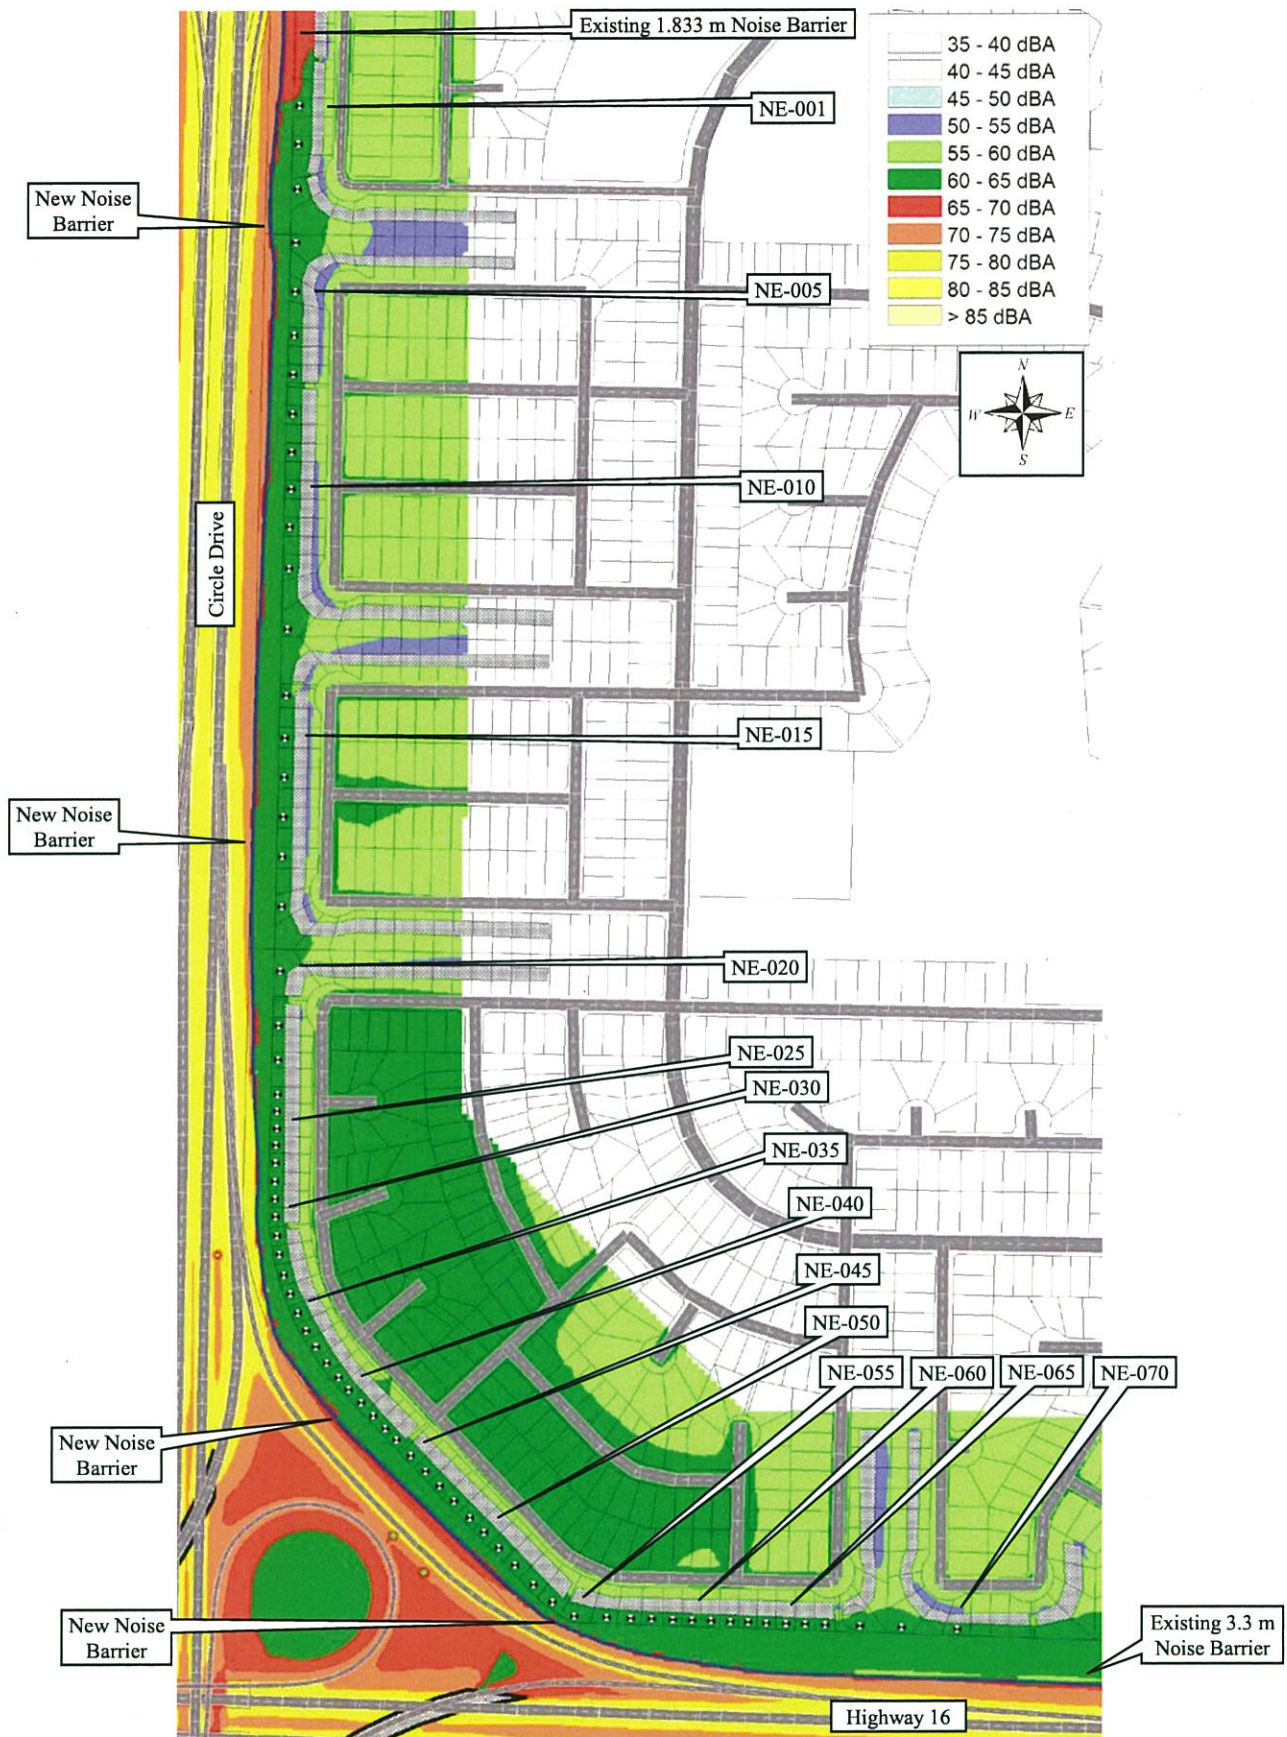 Existing 1.833 m Noise Barrier
35 - 40 dBA
40 - 45 dBA
45 - 50 dBA
50 - 55 dBA
55 - 60 dBA
60 - 65 dBA
65 - 70 dBA
70 - 75 dBA
75 - 80 dBA
80 - 85 dBA
> 85 dBA
NE-001
New Noise
Barrier
NE-005
N
W
E
S
NE-010
Circle Drive
NE-015
New Noise
Barrier
NE-020
NE-025
NE-030
NE-035
NE-040
NE-045
NE-050
NE-055
NE-060
NE-065
NE-070
New Noise
Barrier
New Noise
Barrier
Existing 3.3 m
Noise Barrier
Highway 16